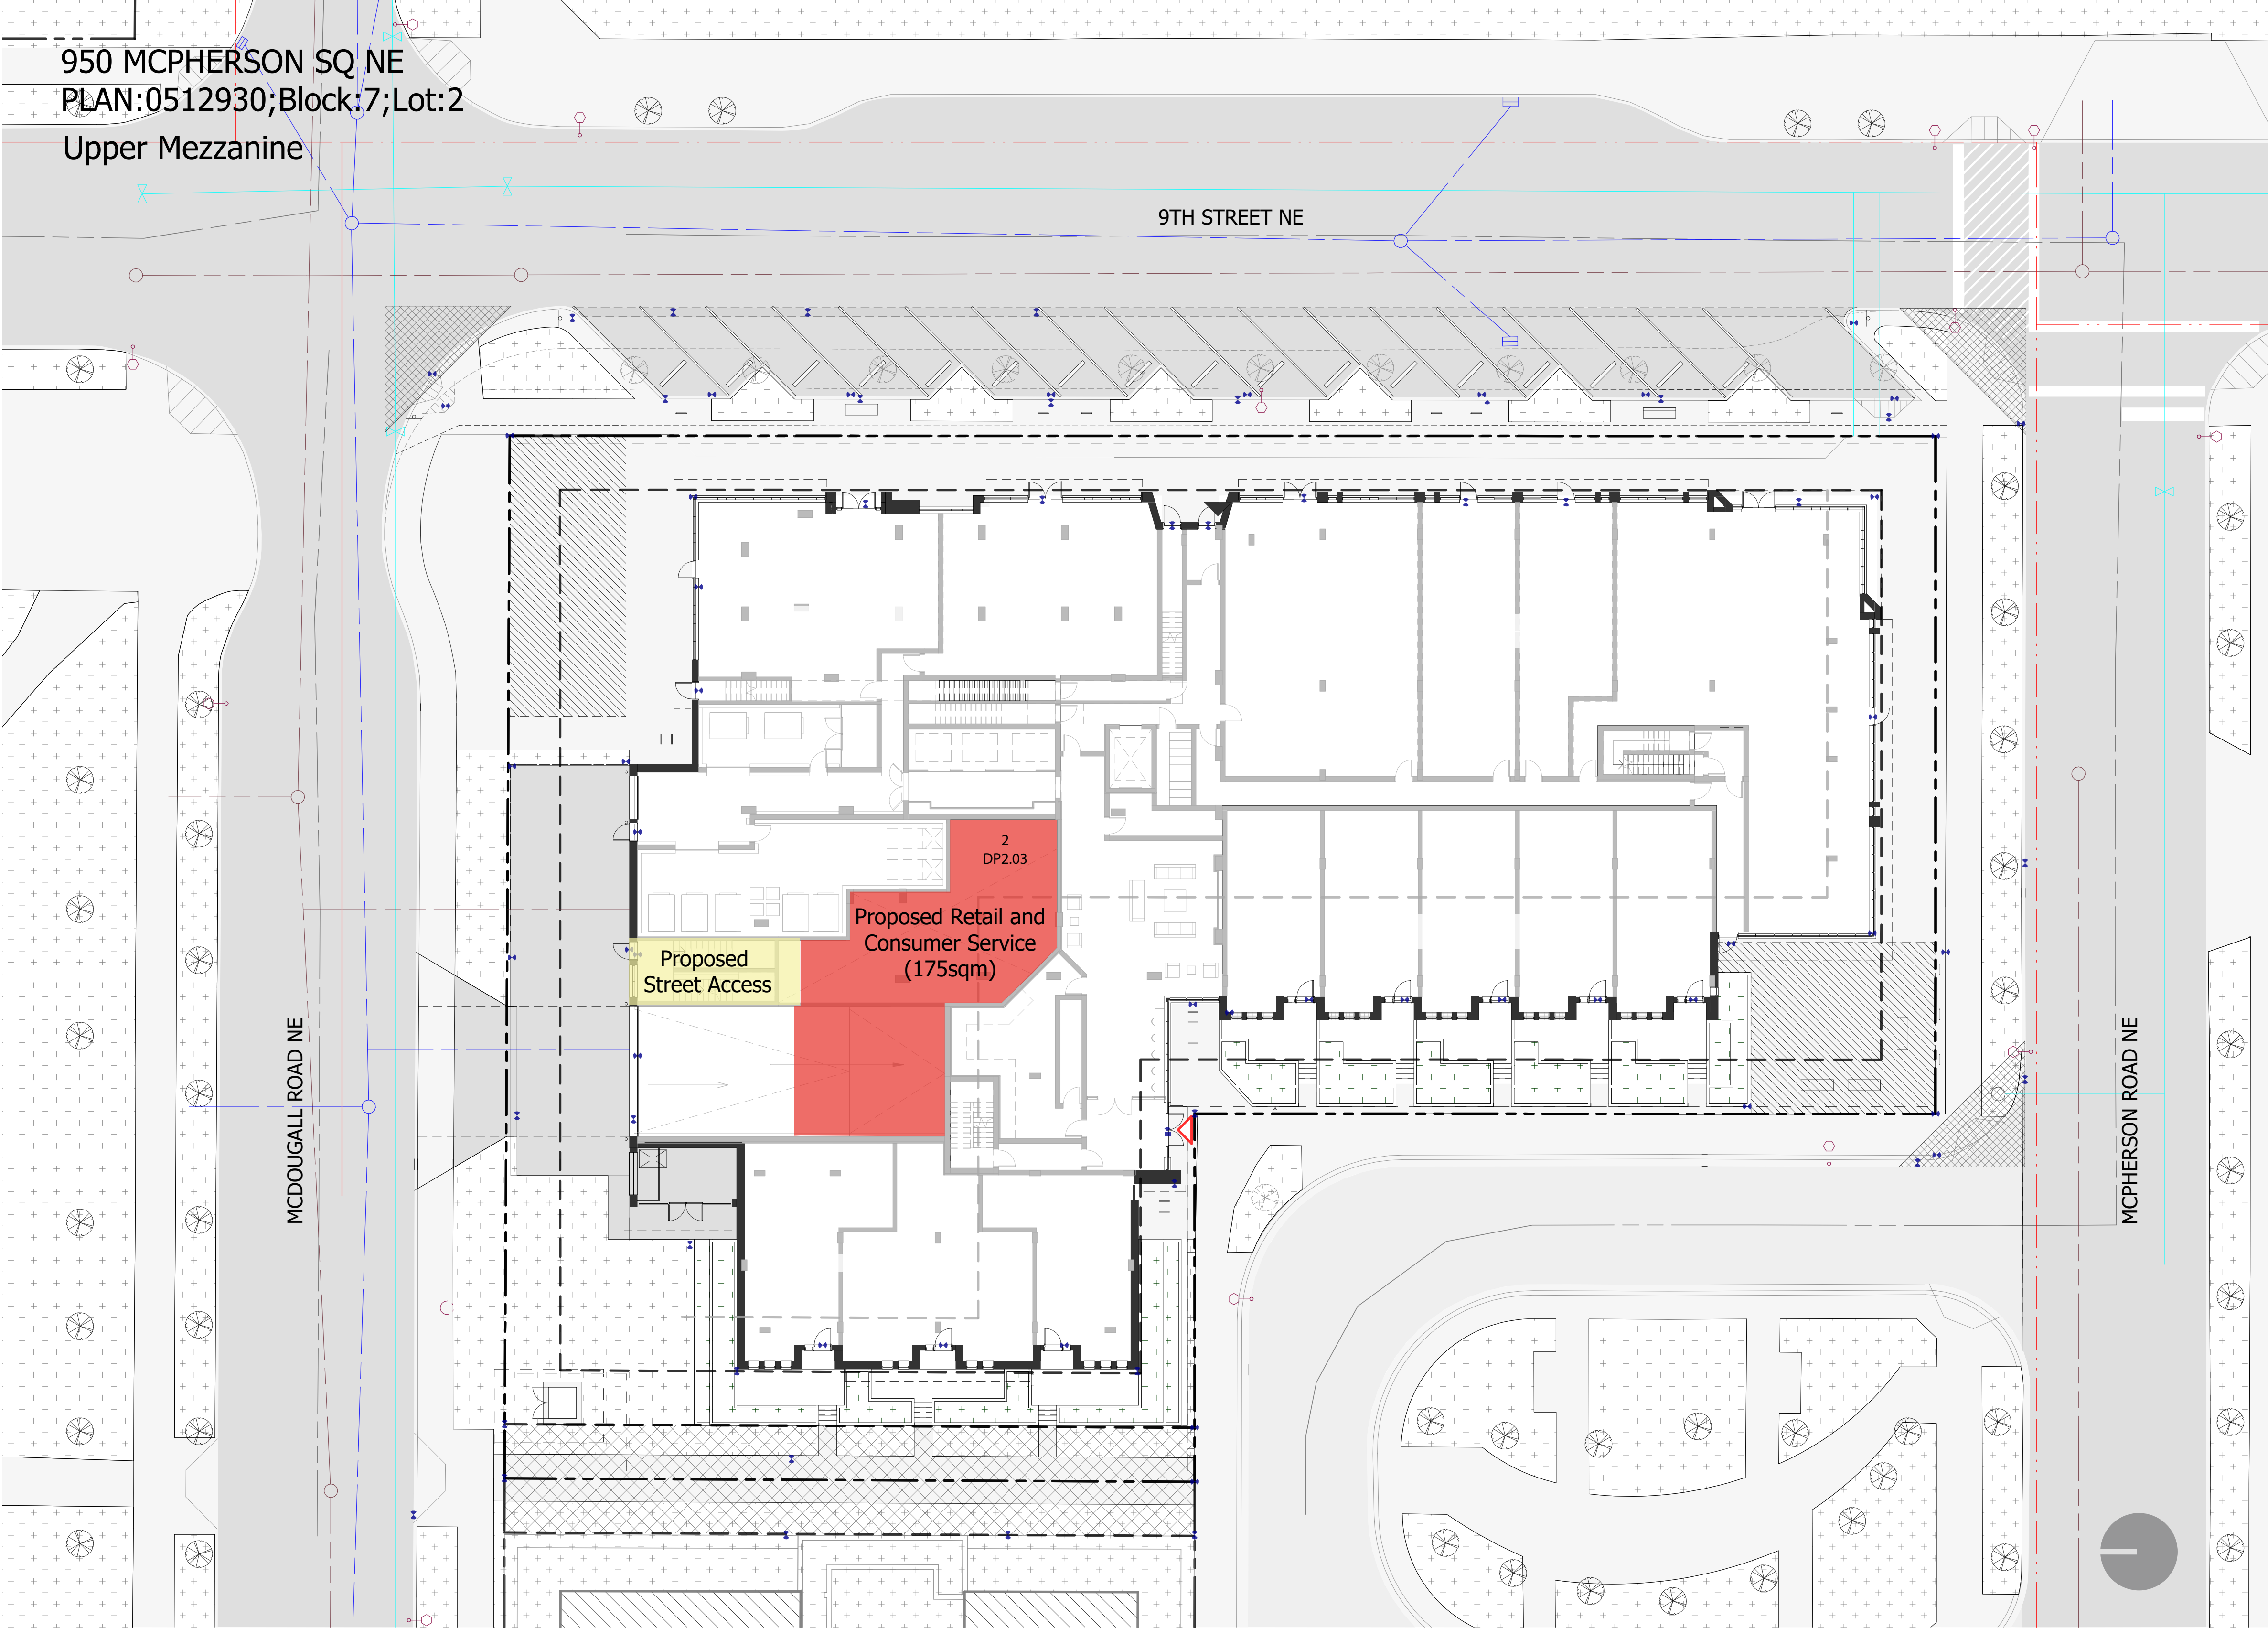 950 MCPHERSON SQ NE
PLAN:0512930;Block:7;Lot:2
Upper Mezzanine
9TH STREET NE
2
DP2.03
Proposed Retail and
Consumer Service
(175sqm)
Proposed
Street Access
MCDOUGALL ROAD NE
MCPHERSON ROAD NE